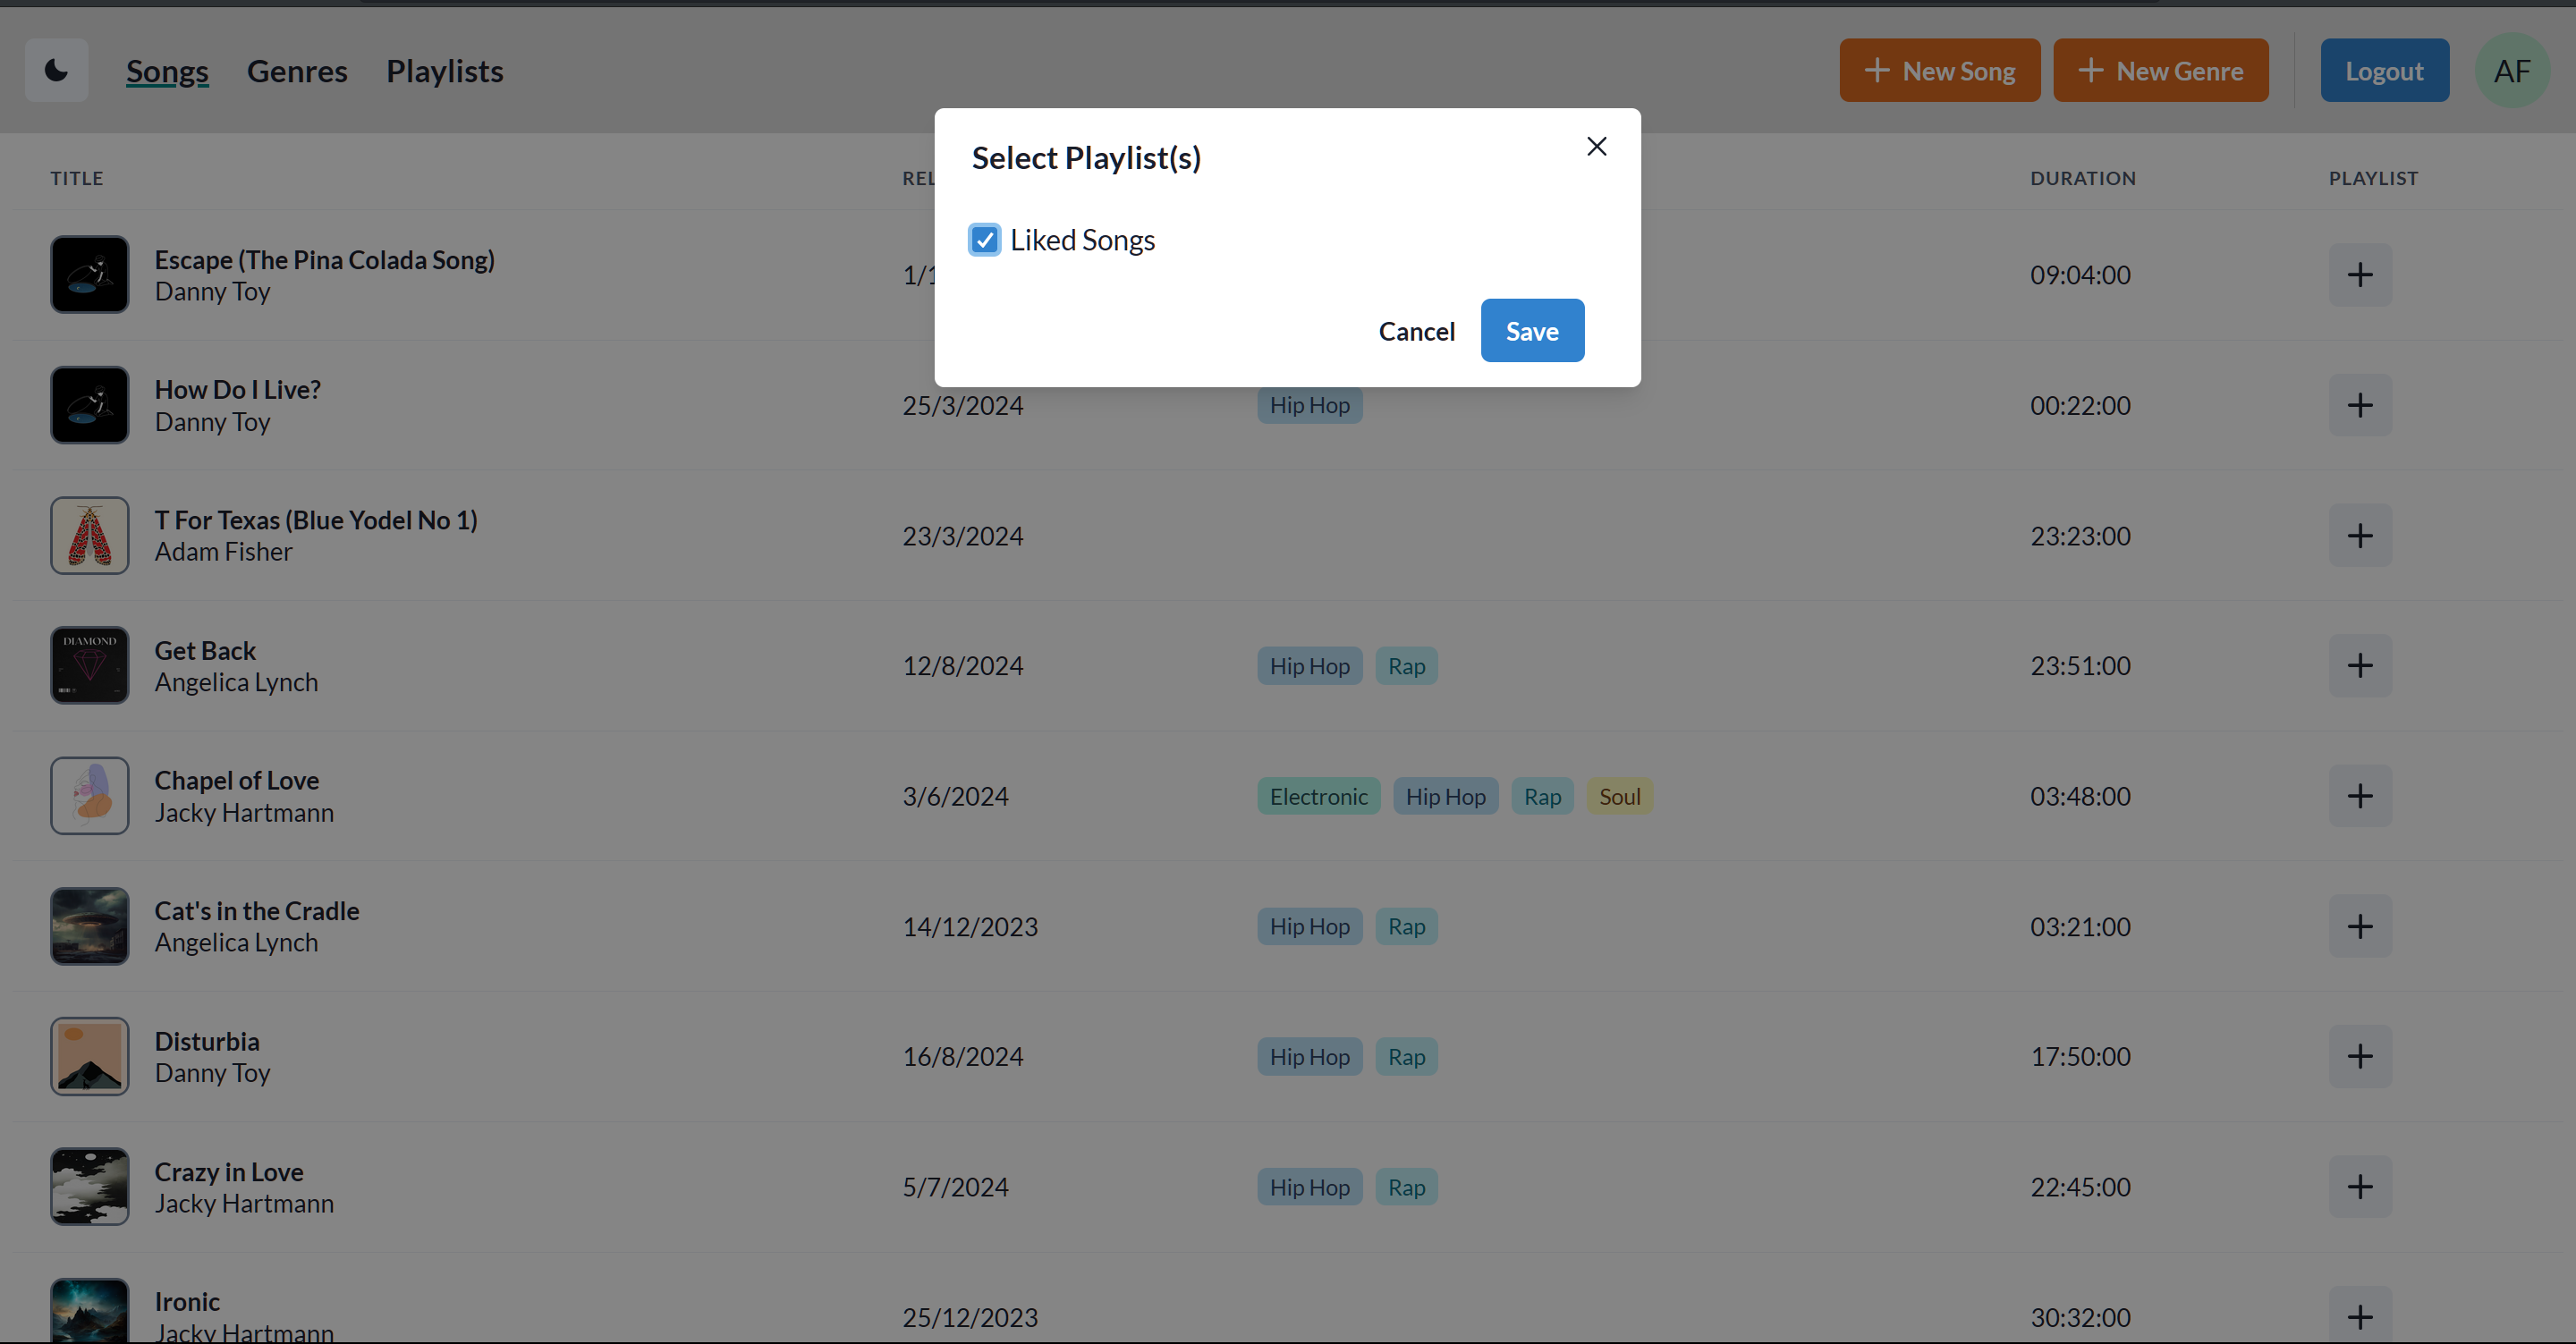 Songs Genres Playlists + New Song + New Genre Logout AF
Select Playlist(s)
Liked Songs
Cancel Save
TITLE REL DURATION PLAYLIST
Escape (The Pina Colada Song)
Danny Toy
1/1 09:04:00
How Do I Live?
Danny Toy
25/3/2024 Hip Hop 00:22:00
T For Texas (Blue Yodel No 1)
Adam Fisher
23/3/2024 23:23:00
DIAMOND
Get Back
Angelica Lynch
12/8/2024 Hip Hop Rap 23:51:00
Chapel of Love
Jacky Hartmann
3/6/2024 Electronic Hip Hop Rap Soul 03:48:00
Cat's in the Cradle
Angelica Lynch
14/12/2023 Hip Hop Rap 03:21:00
Disturbia
Danny Toy
16/8/2024 Hip Hop Rap 17:50:00
Crazy in Love
Jacky Hartmann
5/7/2024 Hip Hop Rap 22:45:00
Ironic
Jacky Hartmann
25/12/2023 30:32:00